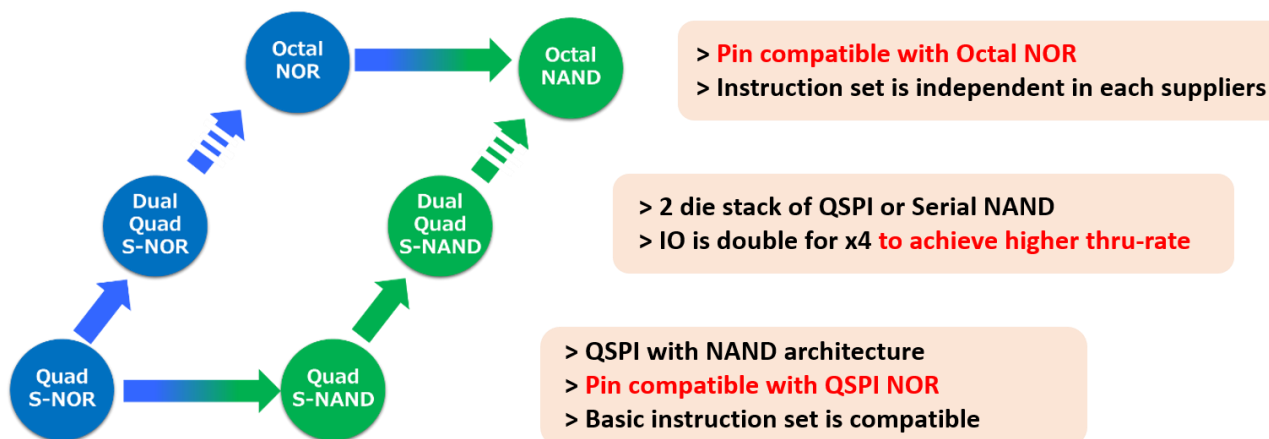 Octal
NOR
Octal
NAND
> Pin compatible with Octal NOR
> Instruction set is independent in each suppliers
Dual
Quad
S-NOR
Dual
Quad
S-NAND
> 2 die stack of QSPI or Serial NAND
> IO is double for x4 to achieve higher thru-rate
Quad
S-NOR
Quad
S-NAND
> QSPI with NAND architecture
> Pin compatible with QSPI NOR
> Basic instruction set is compatible